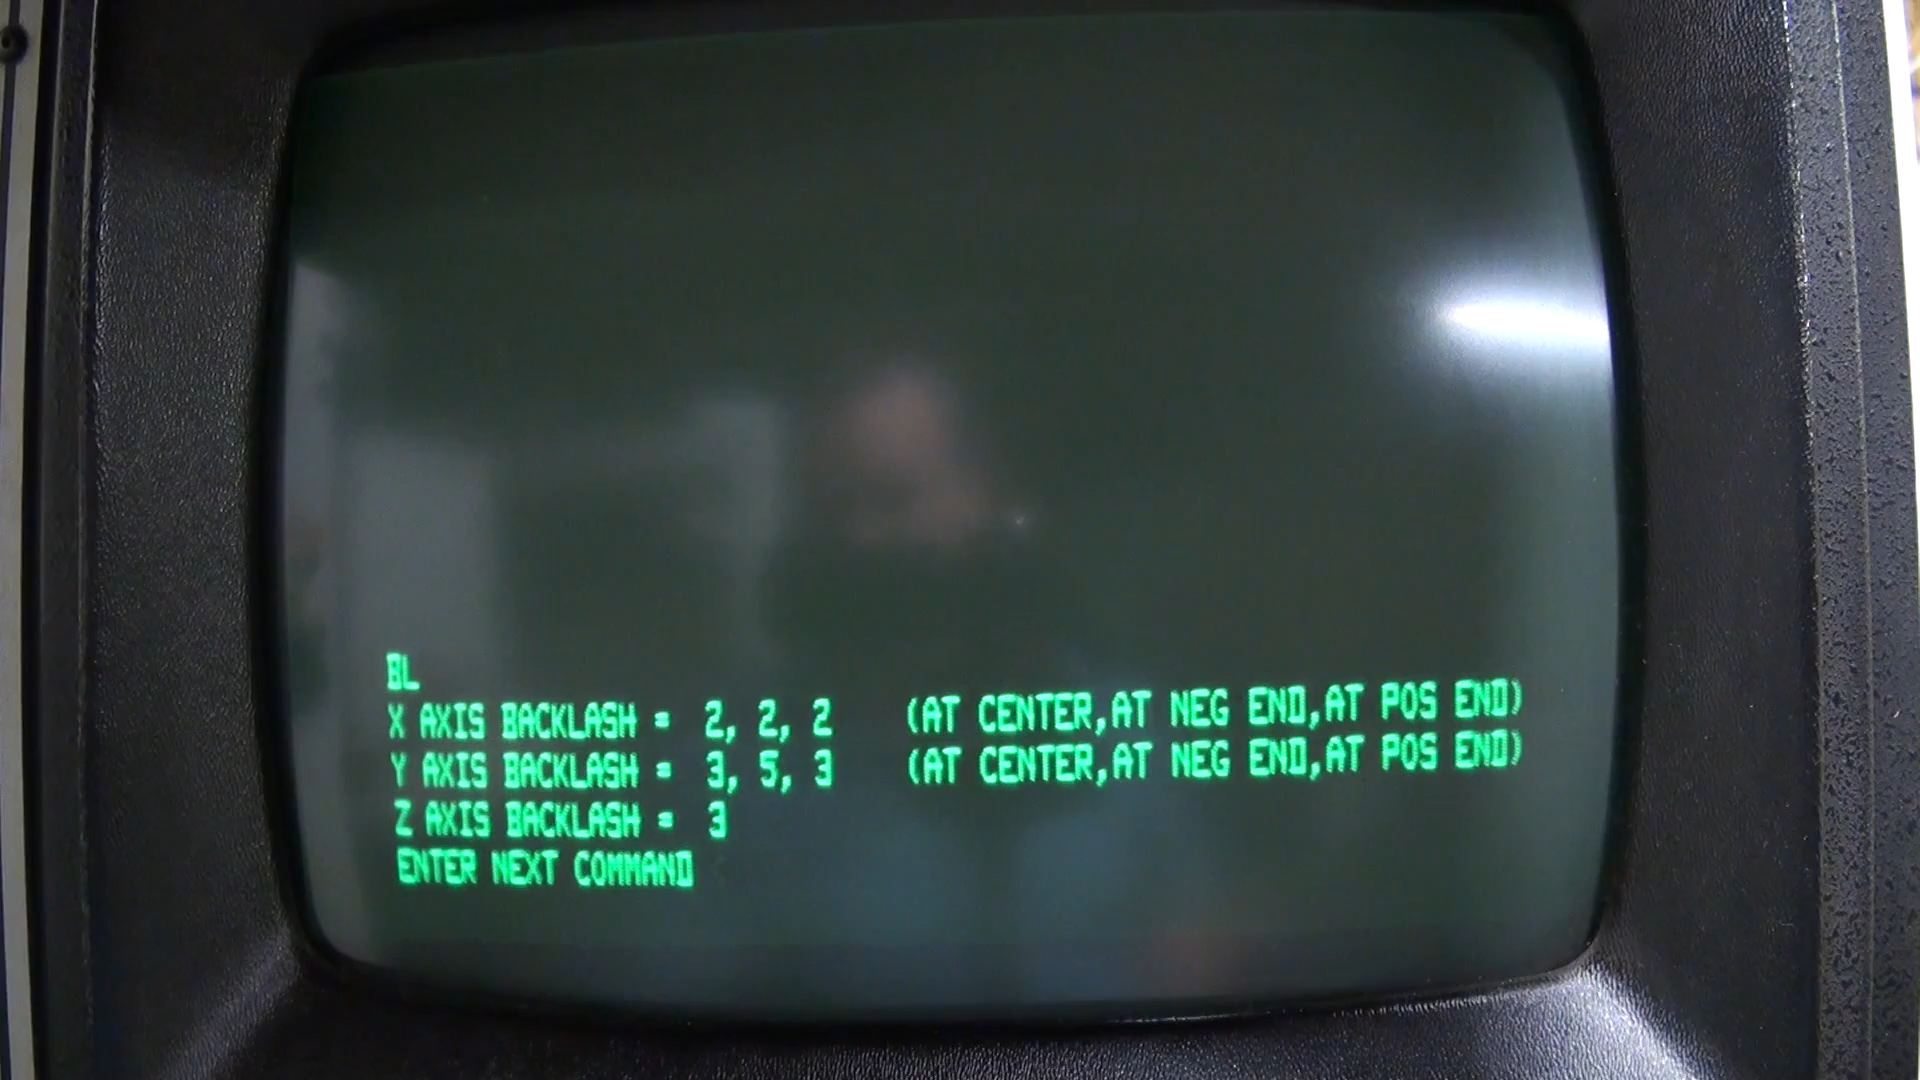 BL
X AXIS BACKLASH = 2, 2, 2 (AT CENTER,AT NEG END,AT POS END)
Y AXIS BACKLASH = 3, 5, 3 (AT CENTER,AT NEG END,AT POS END)
Z AXIS BACKLASH = 3
ENTER NEXT COMMAND